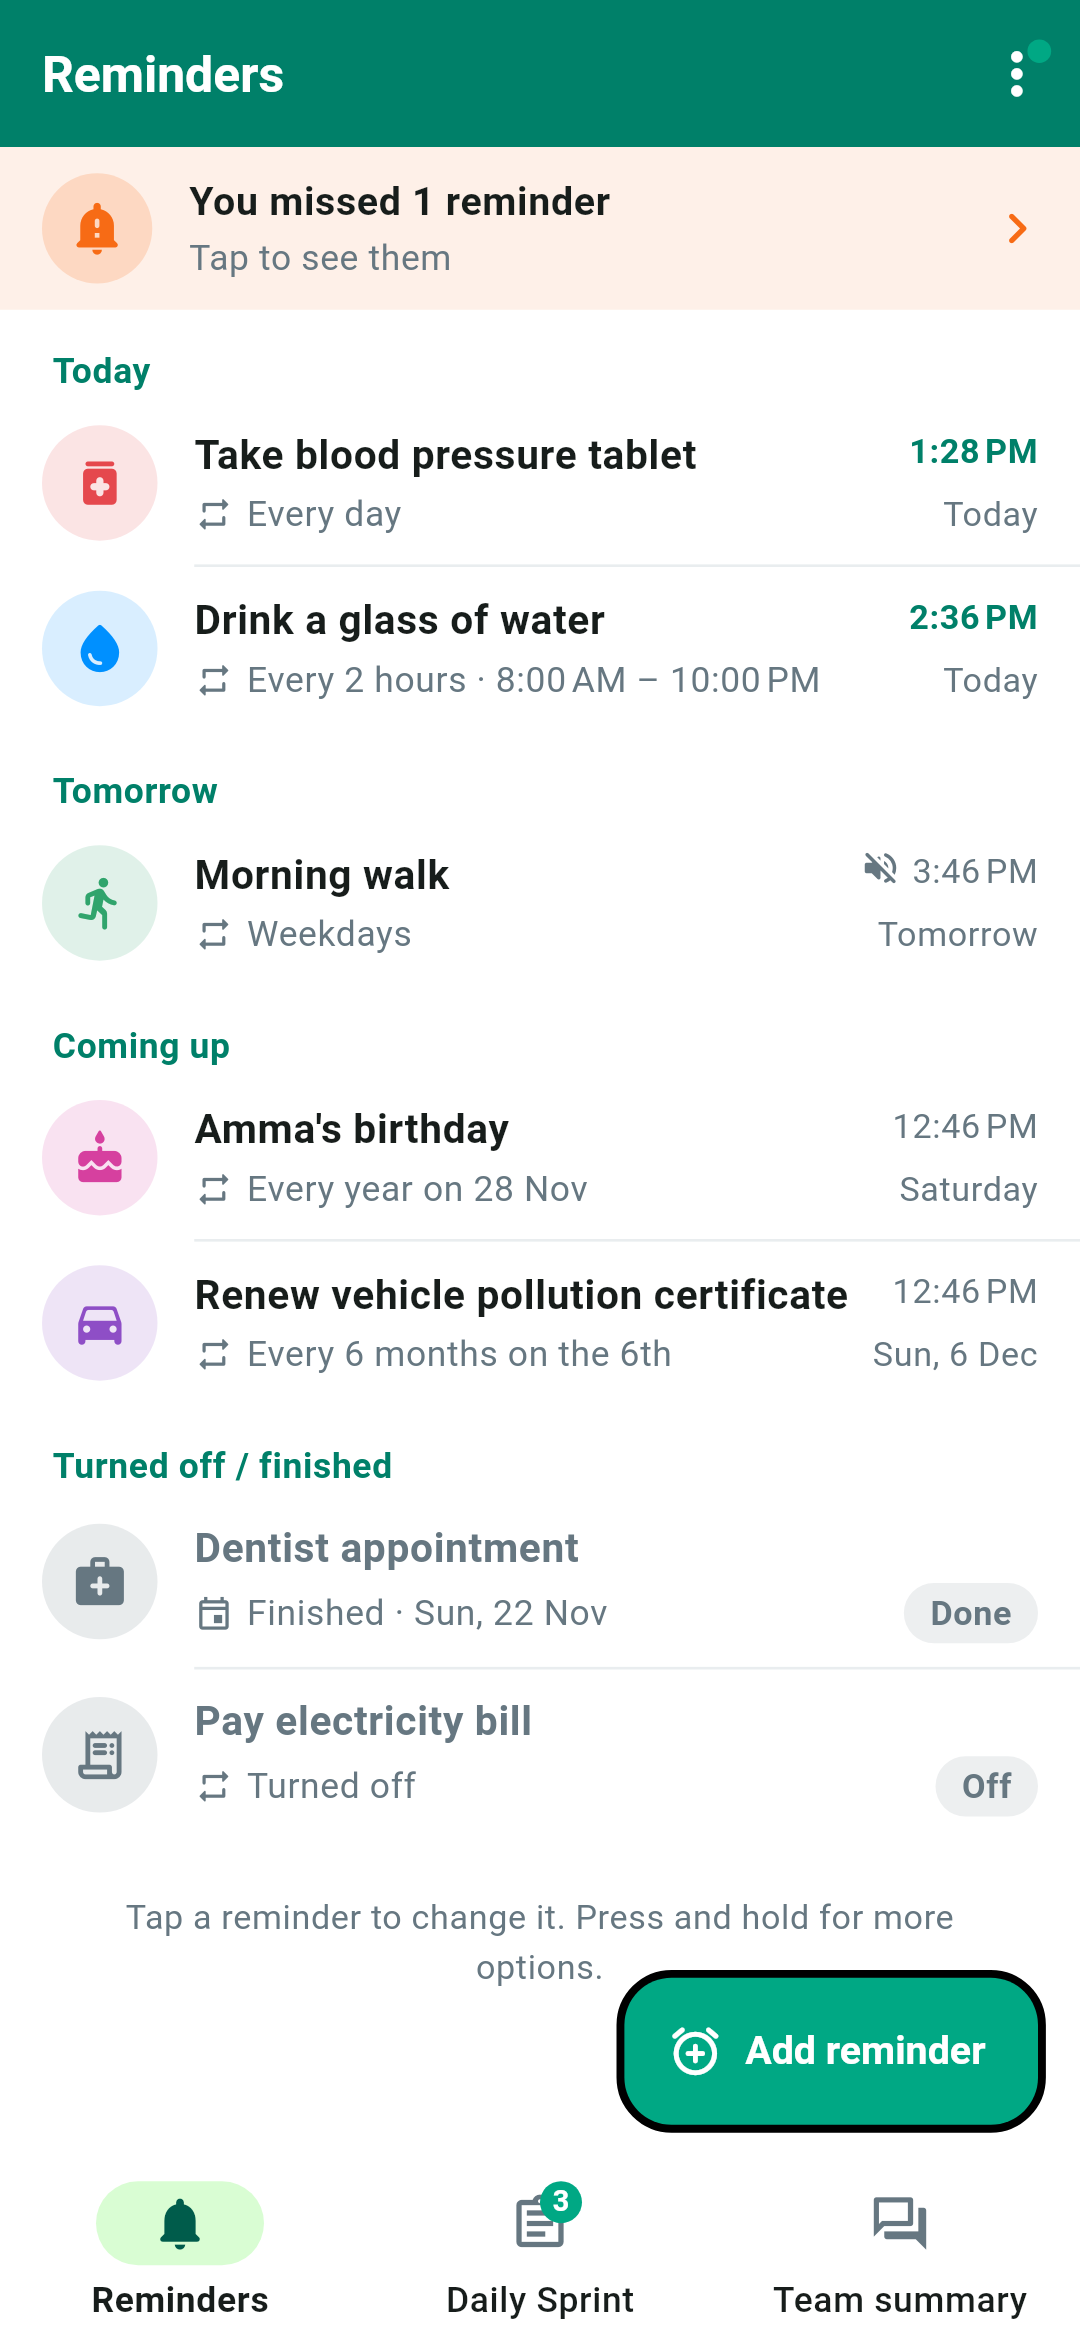 Reminders
You missed 1 reminder
Tap to see them
Today
Take blood pressure tablet
1:28 PM
Every day
Today
Drink a glass of water
2:36 PM
Every 2 hours · 8:00 AM – 10:00 PM
Today
Tomorrow
Morning walk
3:46 PM
Weekdays
Tomorrow
Coming up
Amma's birthday
12:46 PM
Every year on 28 Nov
Saturday
Renew vehicle pollution certificate
12:46 PM
Every 6 months on the 6th
Sun, 6 Dec
Turned off / finished
Dentist appointment
Finished · Sun, 22 Nov
Done
Pay electricity bill
Turned off
Off
Tap a reminder to change it. Press and hold for more
options.
Add reminder
3
Reminders
Daily Sprint
Team summary